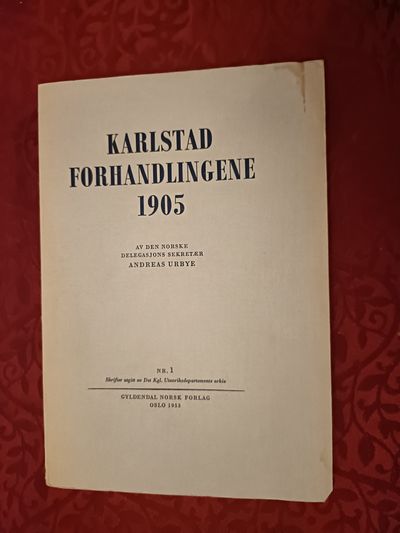 KARLSTAD
FORHANDLINGENE
1905
AV DEN NORSKE
DELEGASJONS SEKRETÆR
ANDREAS URBYE
NR. 1
Skrifter utgitt av Det Kgl. Utenriksdepartements arkiv
GYLDENDAL NORSK FORLAG
OSLO 1953